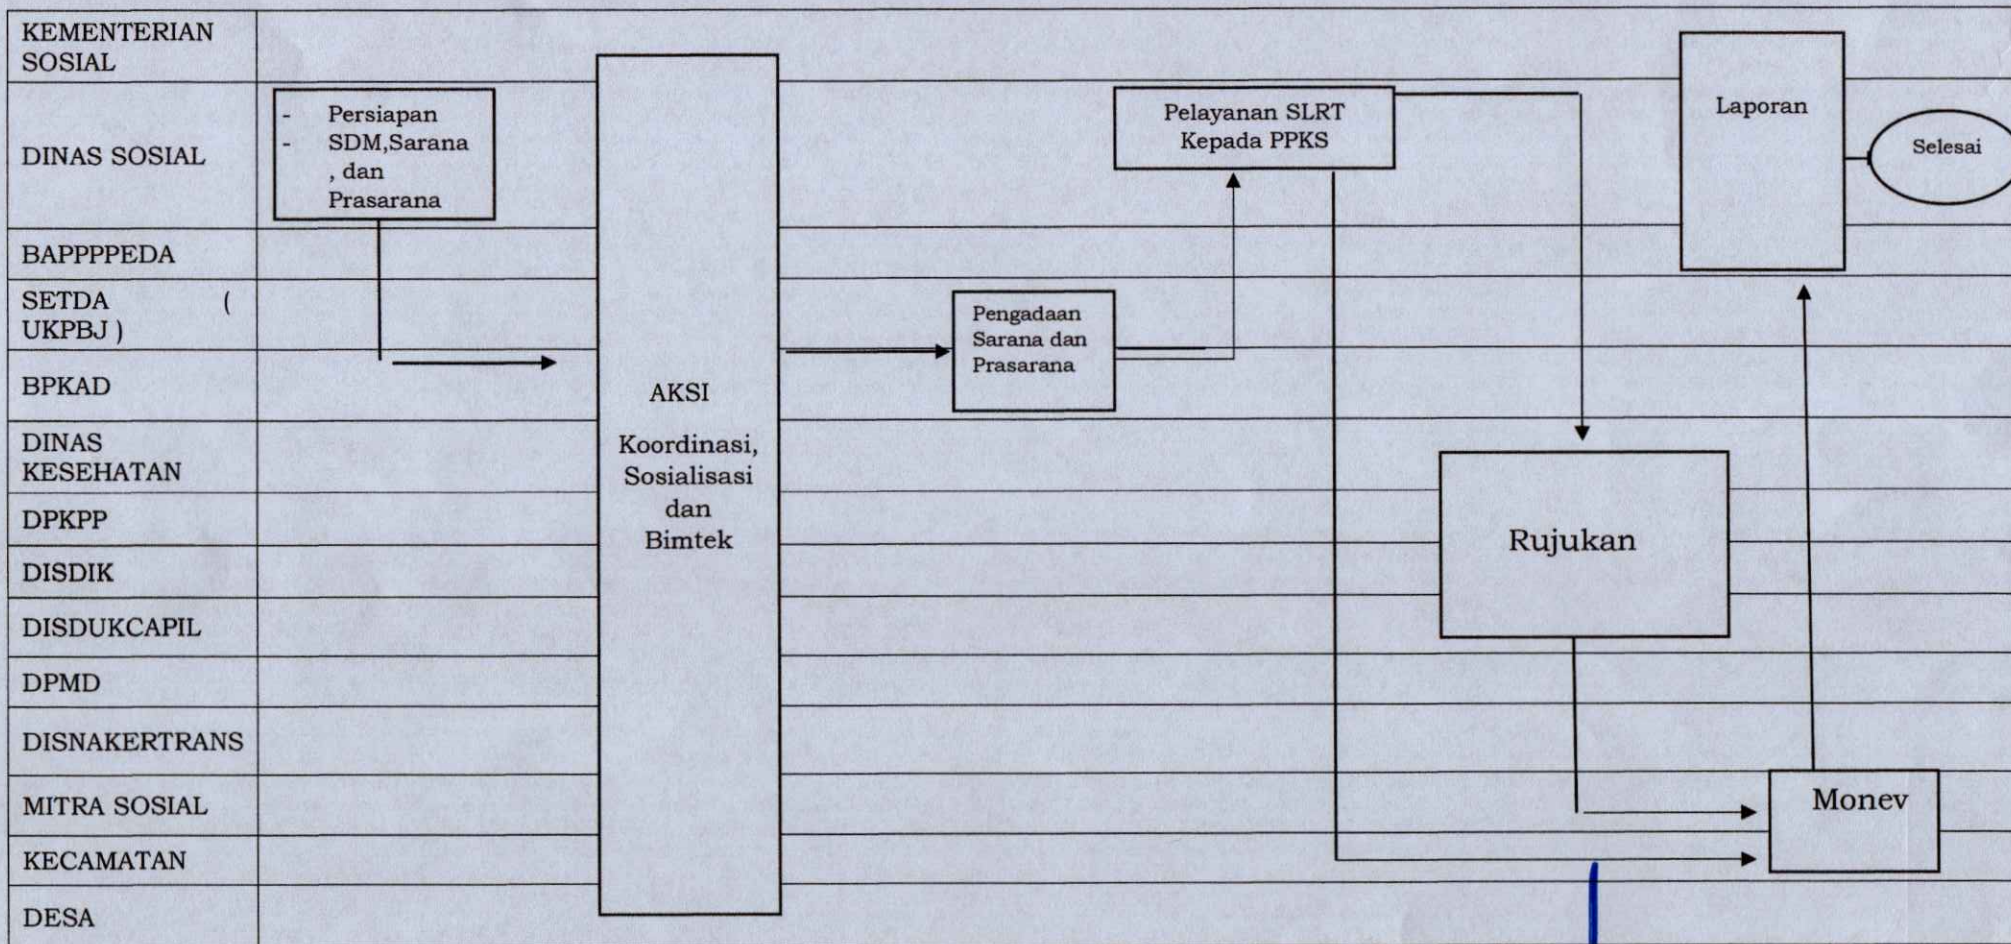 KEMENTERIAN
SOSIAL
DINAS SOSIAL
BAPPPPEDA
SETDA (
UKPBJ )
BPKAD
DINAS
KESEHATAN
DPKPP
DISDIK
DISDUKCAPIL
DPMD
DISNAKERTRANS
MITRA SOSIAL
KECAMATAN
DESA
- Persiapan
- SDM,Sarana
, dan
Prasarana
AKSI
Koordinasi,
Sosialisasi
dan
Bimtek
Pengadaan
Sarana dan
Prasarana
Pelayanan SLRT
Kepada PPKS
Rujukan
Monev
Laporan
Selesai